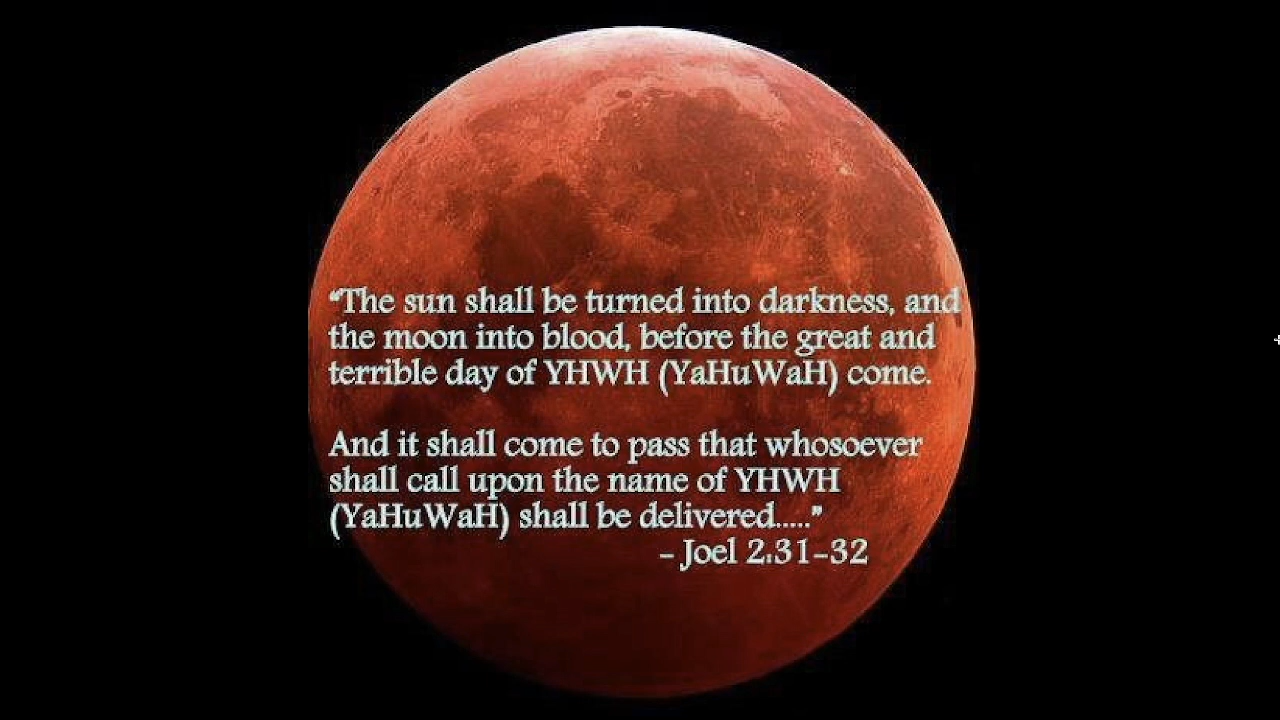 “The sun shall be turned into darkness, and
the moon into blood, before the great and
terrible day of YHWH (YaHuWaH) come.
And it shall come to pass that whosoever
shall call upon the name of YHWH
(YaHuWaH) shall be delivered.....”
- Joel 2:31-32